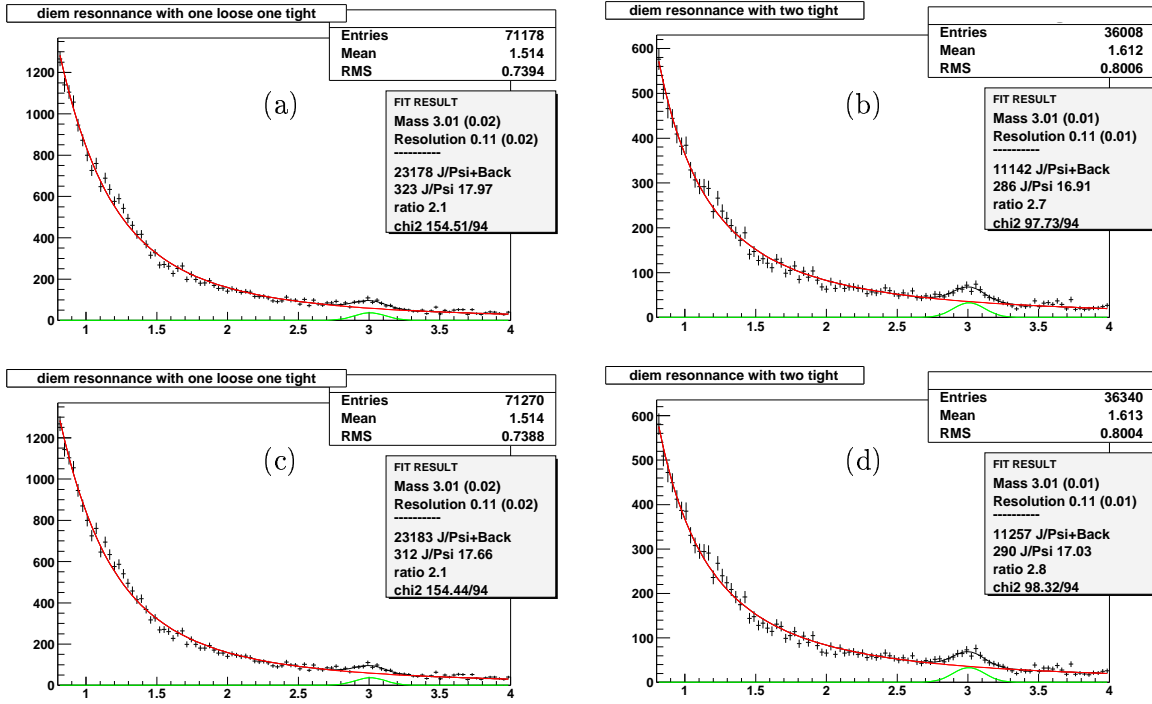 diem resonnance with one loose one tight
Entries 71178
Mean 1.514
RMS 0.7394
FIT RESULT
Mass 3.01 (0.02)
Resolution 0.11 (0.02)
----------
23178 J/Psi+Back
323 J/Psi 17.97
ratio 2.1
chi2 154.51/94
(a)
1200
1000
800
600
400
200
0
1 1.5 2 2.5 3 3.5 4
diem resonnance with two tight
Entries 36008
Mean 1.612
RMS 0.8006
FIT RESULT
Mass 3.01 (0.01)
Resolution 0.11 (0.01)
----------
11142 J/Psi+Back
286 J/Psi 16.91
ratio 2.7
chi2 97.73/94
(b)
600
500
400
300
200
100
0
1 1.5 2 2.5 3 3.5 4
diem resonnance with one loose one tight
Entries 71270
Mean 1.514
RMS 0.7388
FIT RESULT
Mass 3.01 (0.02)
Resolution 0.11 (0.02)
----------
23183 J/Psi+Back
312 J/Psi 17.66
ratio 2.1
chi2 154.44/94
(c)
1200
1000
800
600
400
200
0
1 1.5 2 2.5 3 3.5 4
diem resonnance with two tight
Entries 36340
Mean 1.613
RMS 0.8004
FIT RESULT
Mass 3.01 (0.01)
Resolution 0.11 (0.01)
----------
11257 J/Psi+Back
290 J/Psi 17.03
ratio 2.8
chi2 98.32/94
(d)
600
500
400
300
200
100
0
1 1.5 2 2.5 3 3.5 4